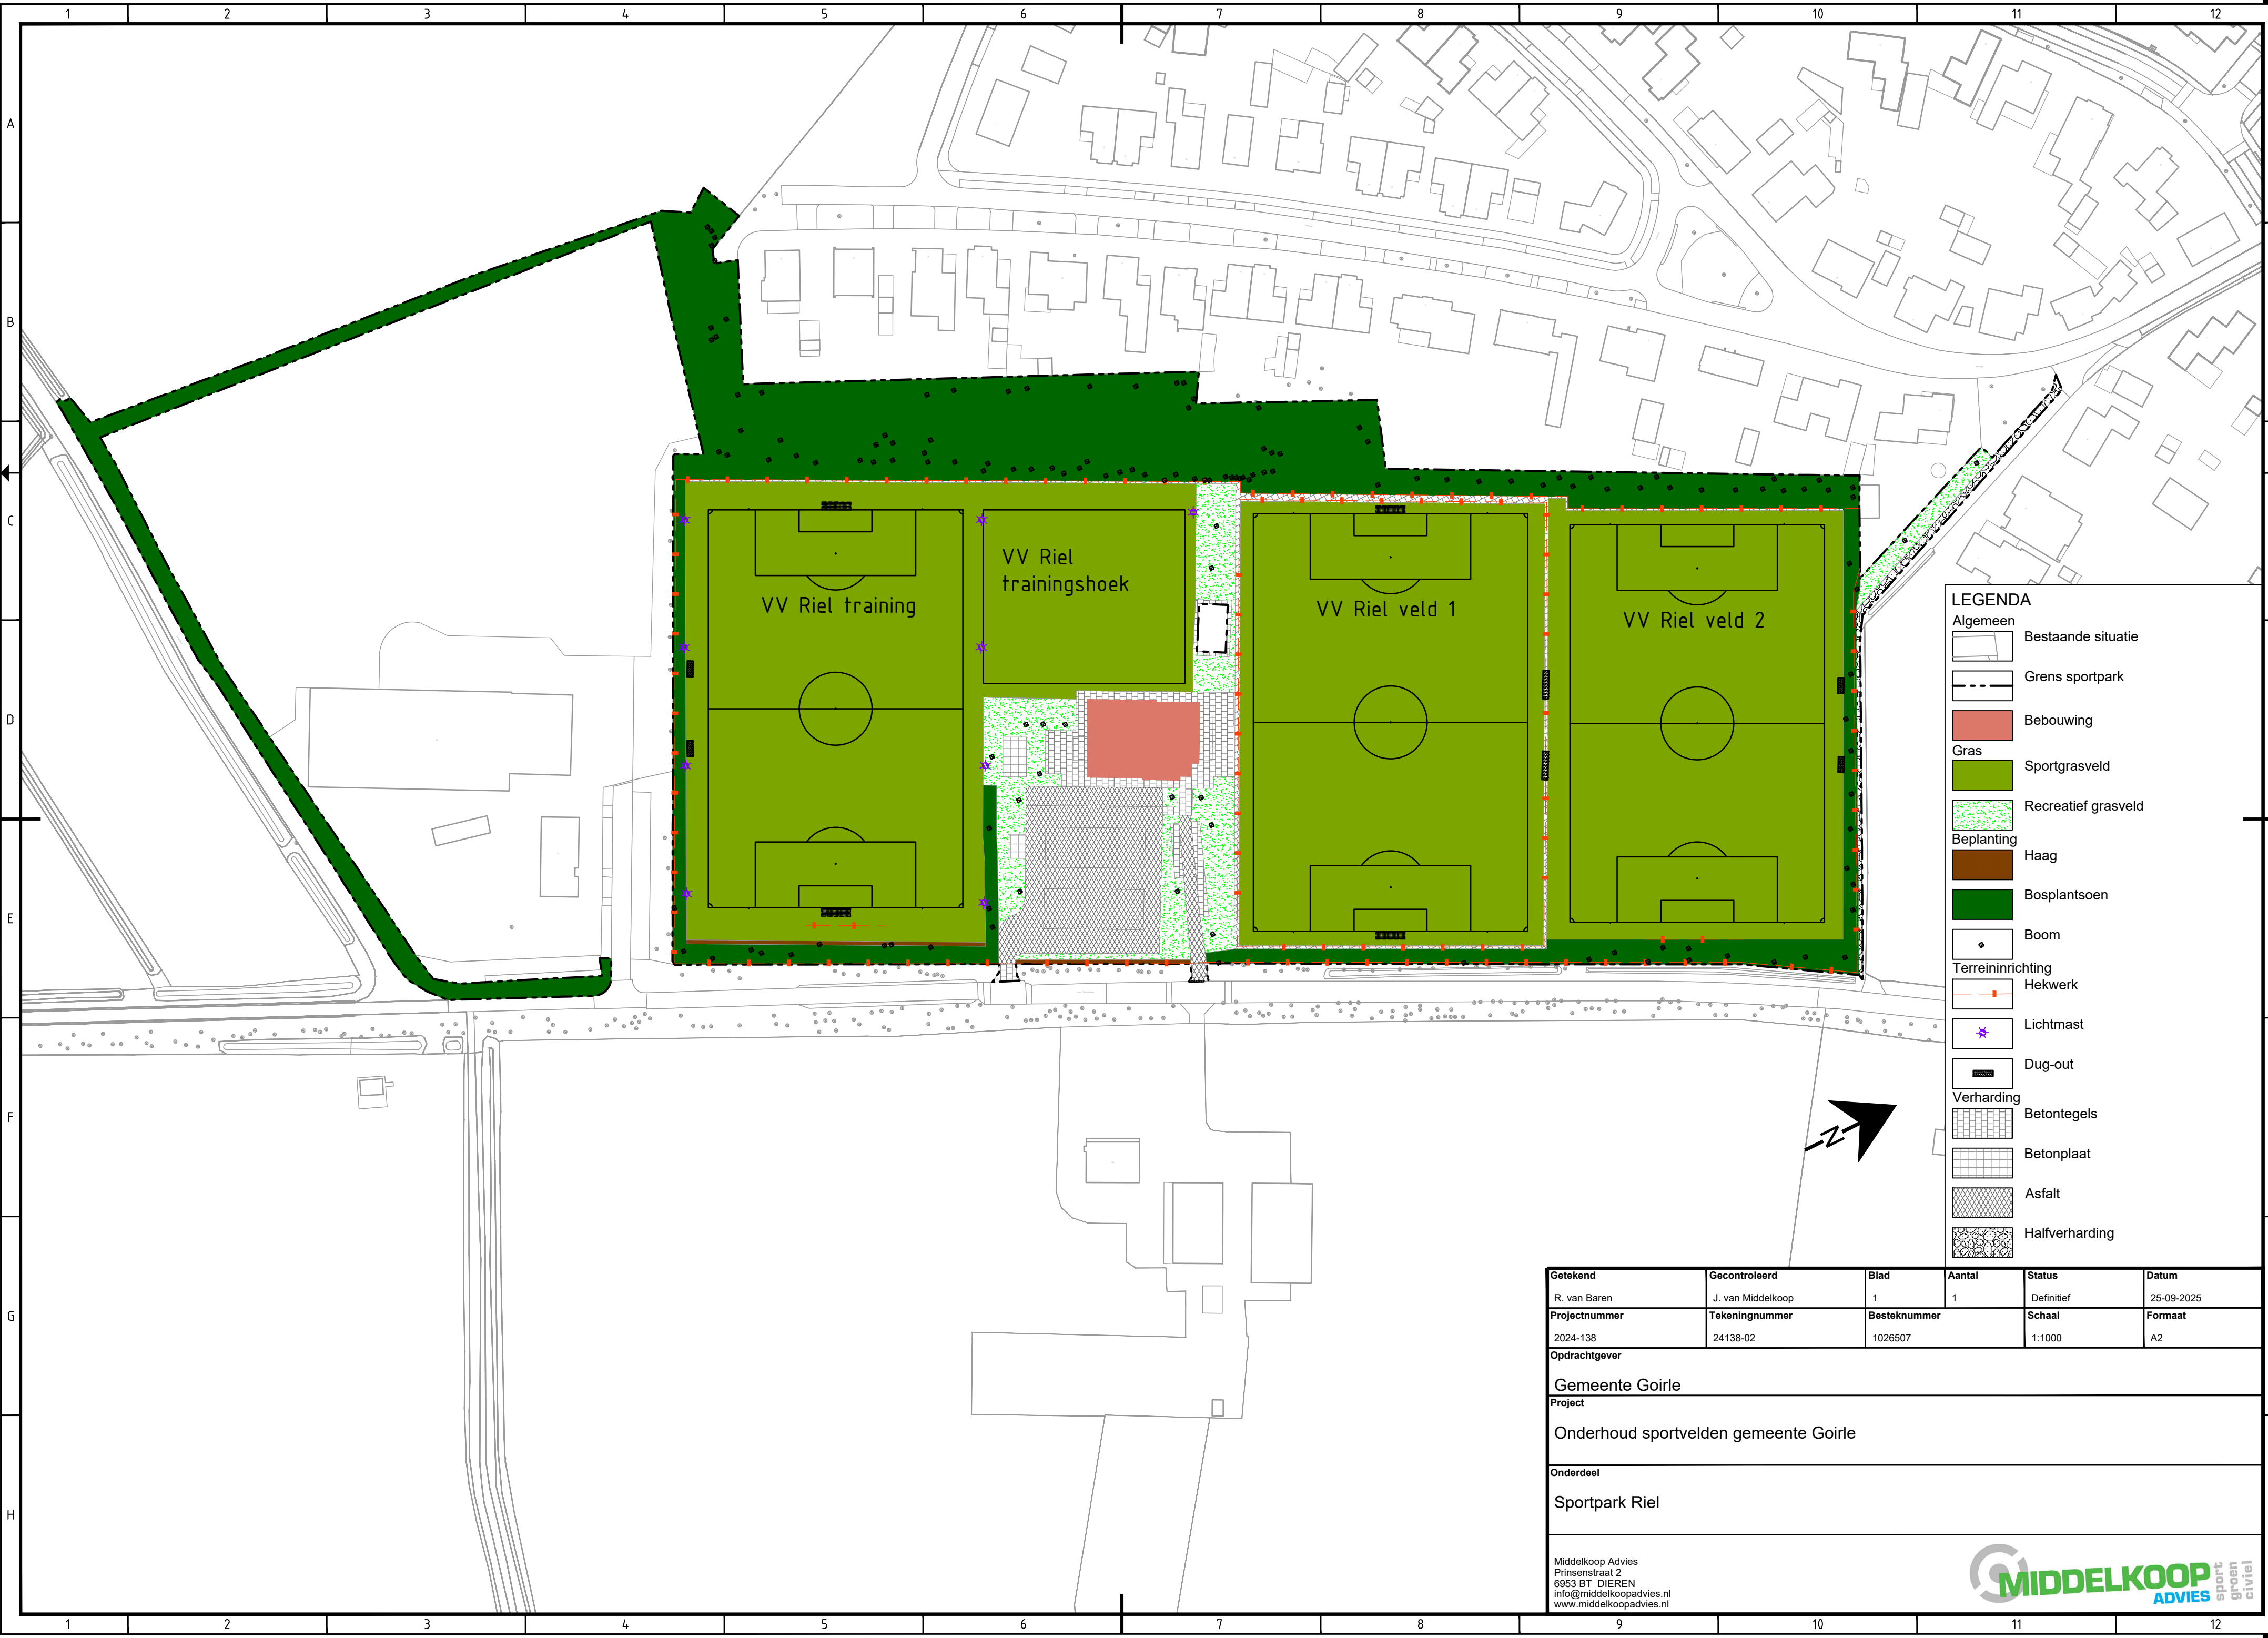 1 2 3 4 5 6 7 8 9 10 11 12
A
B
C
D
E
F
G
H
VV Riel training
VV Riel
trainingshoek
VV Riel veld 1
VV Riel veld 2
N
LEGENDA
Algemeen
Bestaande situatie
Grens sportpark
Bebouwing
Gras
Sportgrasveld
Recreatief grasveld
Beplanting
Haag
Bosplantsoen
Boom
Terreininrichting
Hekwerk
Lichtmast
Dug-out
Verharding
Betontegels
Betonplaat
Asfalt
Halfverharding
Getekend Gecontroleerd Blad Aantal Status Datum
R. van Baren J. van Middelkoop 1 1 Definitief 25-09-2025
Projectnummer Tekeningnummer Besteknummer Schaal Formaat
2024-138 24138-02 1026507 1:1000 A2
Opdrachtgever
Gemeente Goirle
Project
Onderhoud sportvelden gemeente Goirle
Onderdeel
Sportpark Riel
Middelkoop Advies
Prinsenstraat 2
6953 BT DIEREN
info@middelkoopadvies.nl
www.middelkoopadvies.nl
MIDDELKOOP
ADVIES
sport
groen
civiel
1 2 3 4 5 6 7 8 9 10 11 12